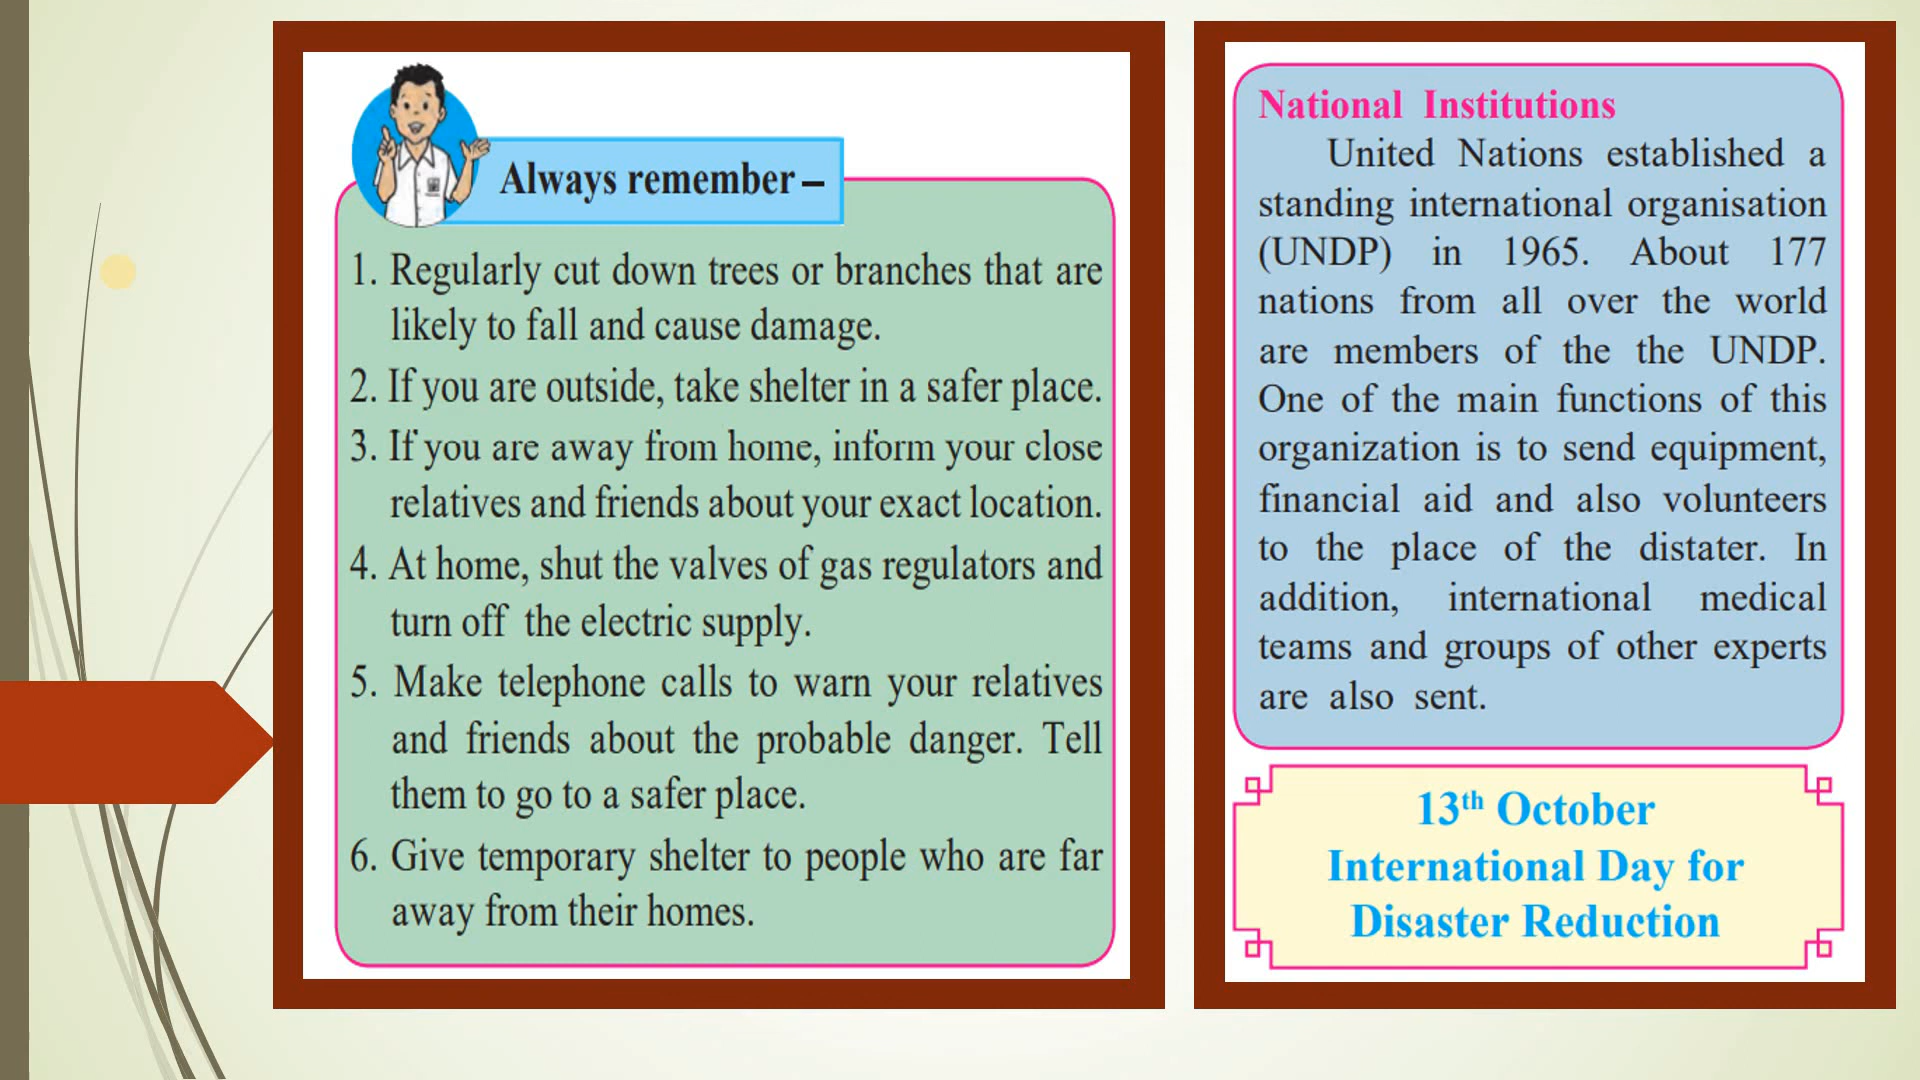 Always remember –
1. Regularly cut down trees or branches that are
likely to fall and cause damage.
2. If you are outside, take shelter in a safer place.
3. If you are away from home, inform your close
relatives and friends about your exact location.
4. At home, shut the valves of gas regulators and
turn off the electric supply.
5. Make telephone calls to warn your relatives
and friends about the probable danger. Tell
them to go to a safer place.
6. Give temporary shelter to people who are far
away from their homes.
National Institutions
United Nations established a
standing international organisation
(UNDP) in 1965. About 177
nations from all over the world
are members of the the UNDP.
One of the main functions of this
organization is to send equipment,
financial aid and also volunteers
to the place of the distater. In
addition, international medical
teams and groups of other experts
are also sent.
13th October
International Day for
Disaster Reduction